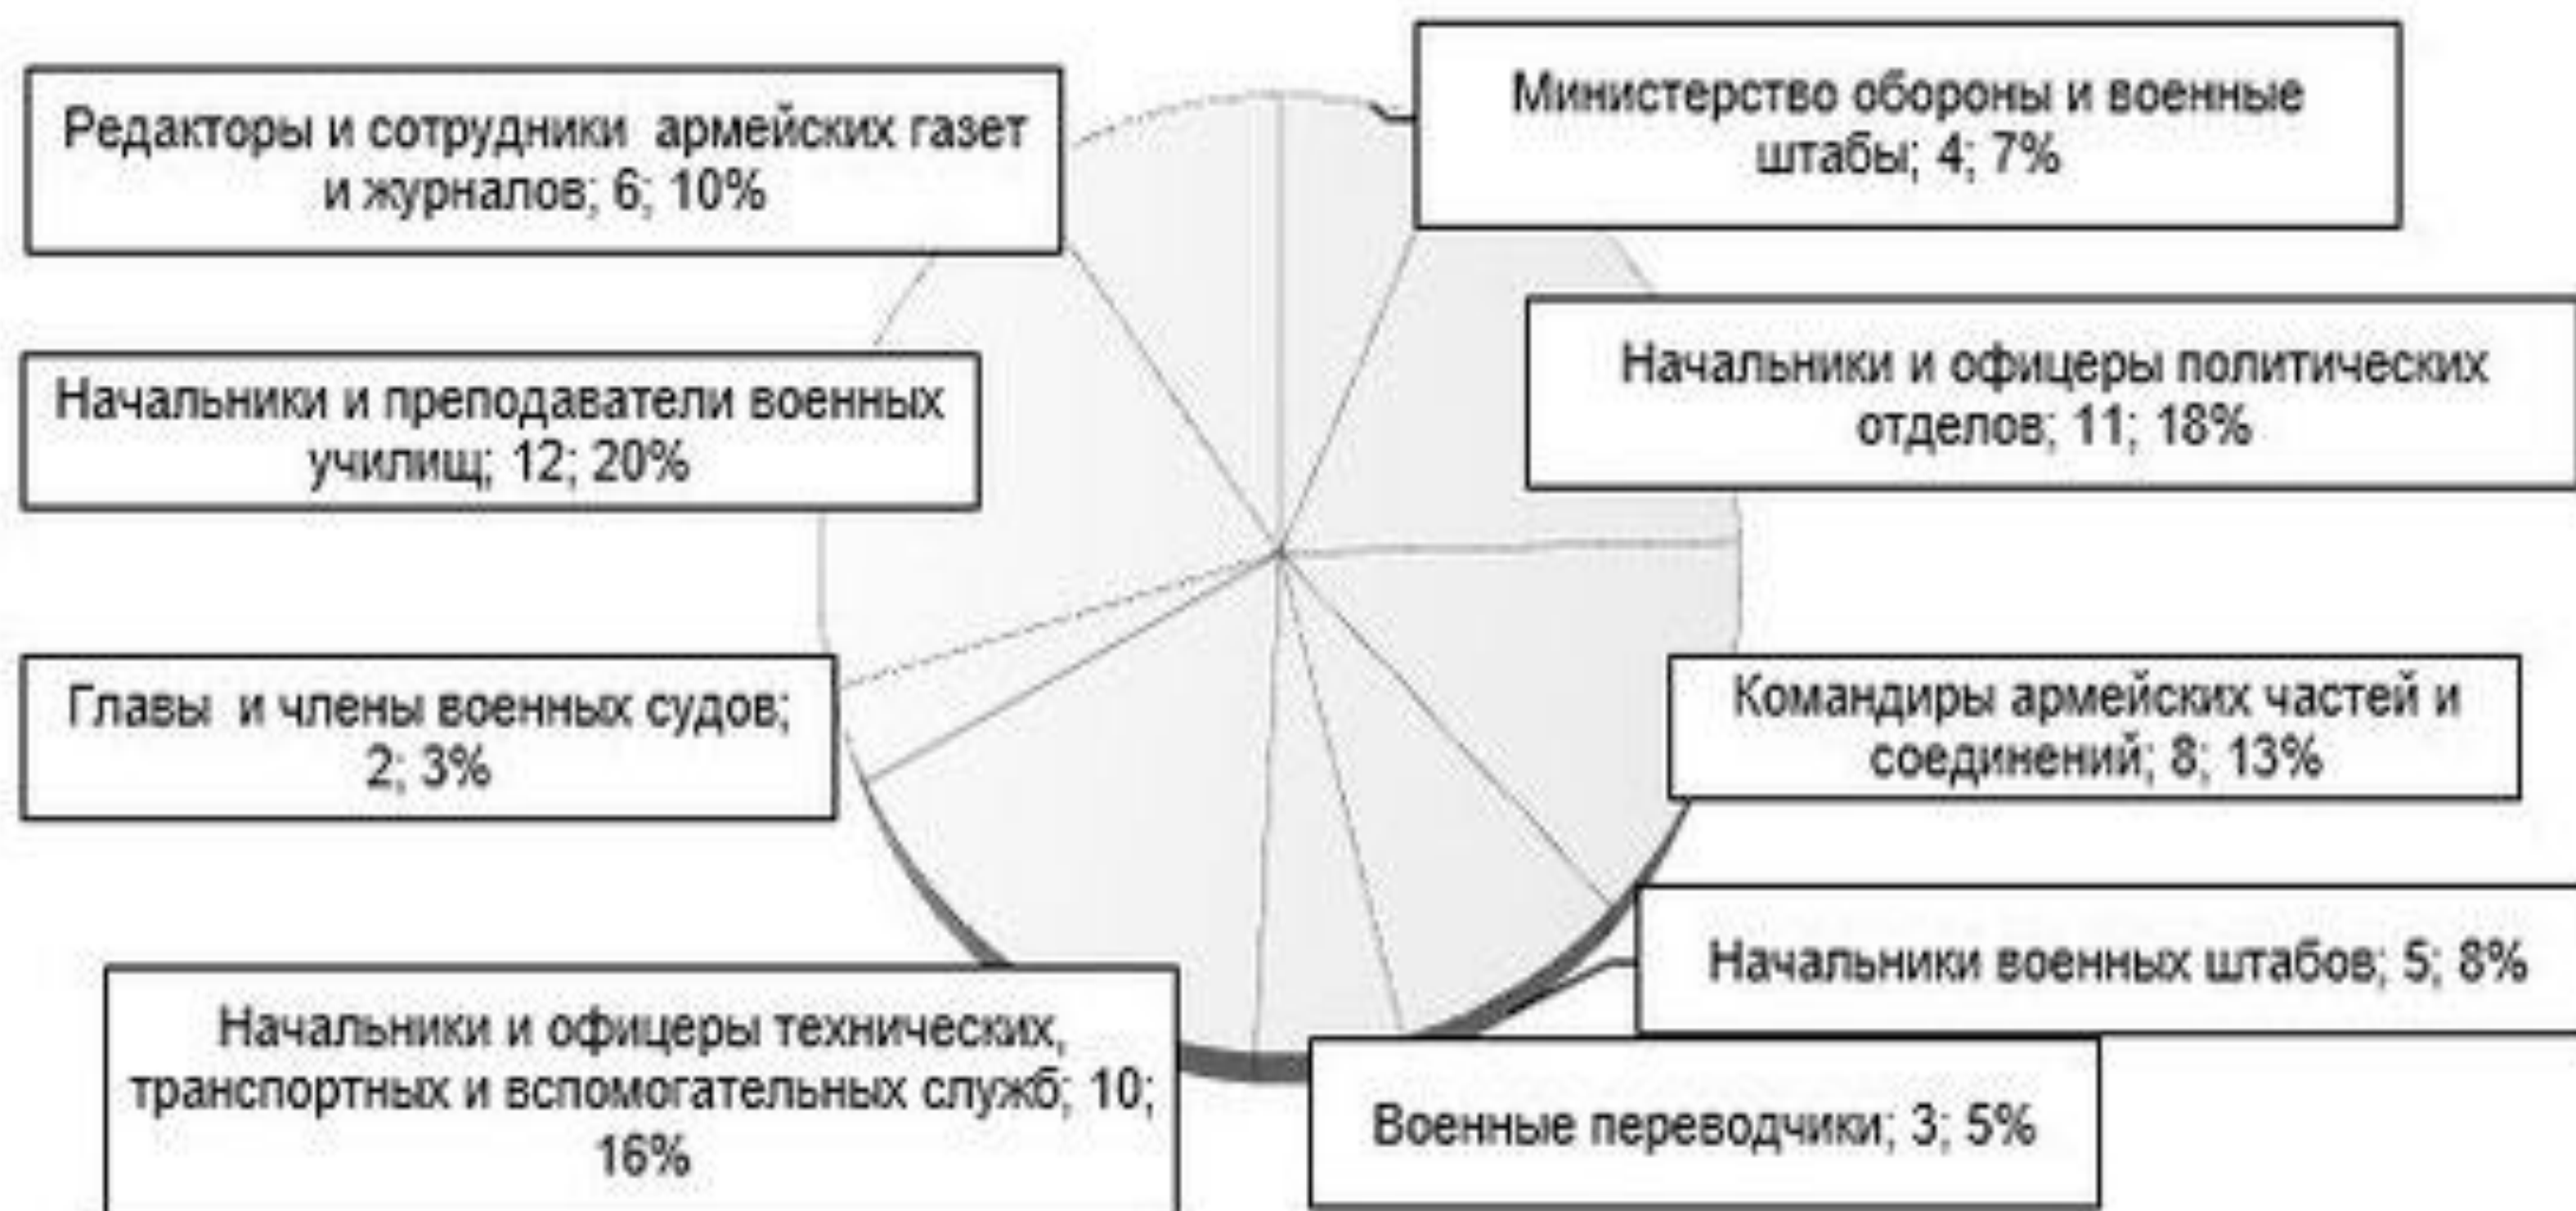 Редакторы и сотрудники армейских газет
и журналов; 6; 10%
Министерство обороны и военные
штабы; 4; 7%
Начальники и преподаватели военных
училищ; 12; 20%
Начальники и офицеры политических
отделов; 11; 18%
Главы и члены военных судов;
2; 3%
Командиры армейских частей и
соединений; 8; 13%
Начальники военных штабов; 5; 8%
Начальники и офицеры технических,
транспортных и вспомогательных служб; 10;
16%
Военные переводчики; 3; 5%